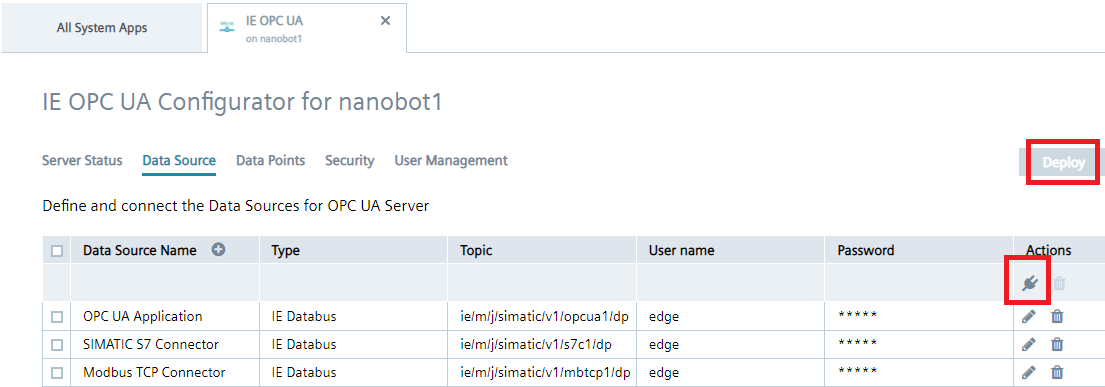 All System Apps
IE OPC UA
on nanobot1
IE OPC UA Configurator for nanobot1
Server Status Data Source Data Points Security User Management
Deploy
Define and connect the Data Sources for OPC UA Server
Data Source Name Type Topic User name Password Actions
OPC UA Application IE Databus ie/m/j/simatic/v1/opcua1/dp edge *****
SIMATIC S7 Connector IE Databus ie/m/j/simatic/v1/s7c1/dp edge *****
Modbus TCP Connector IE Databus ie/m/j/simatic/v1/mbtcp1/dp edge *****